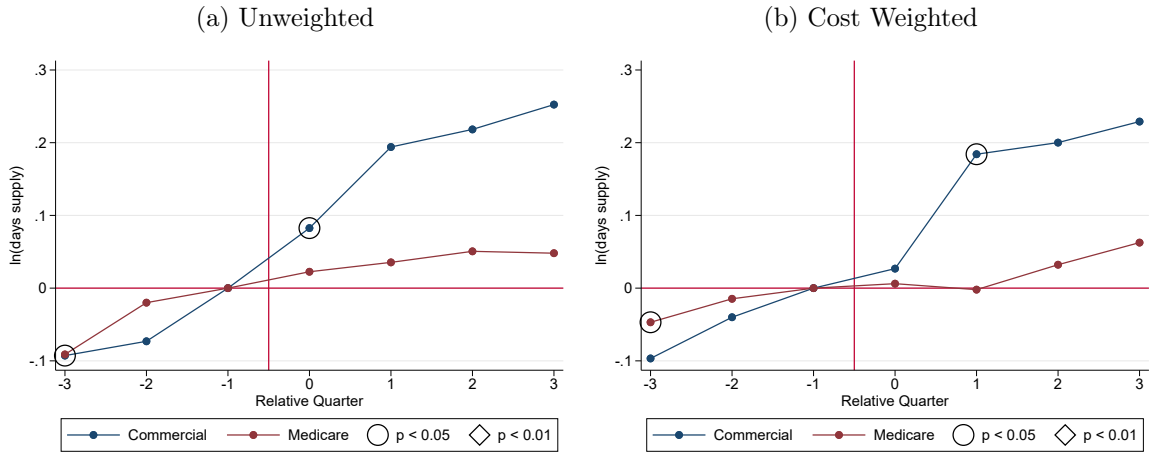 (a) Unweighted
.3
.2
.1
0
-.1
ln(days supply)
-3 -2 -1 0 1 2 3
Relative Quarter
Commercial Medicare p < 0.05 p < 0.01
(b) Cost Weighted
.3
.2
.1
0
-.1
ln(days supply)
-3 -2 -1 0 1 2 3
Relative Quarter
Commercial Medicare p < 0.05 p < 0.01